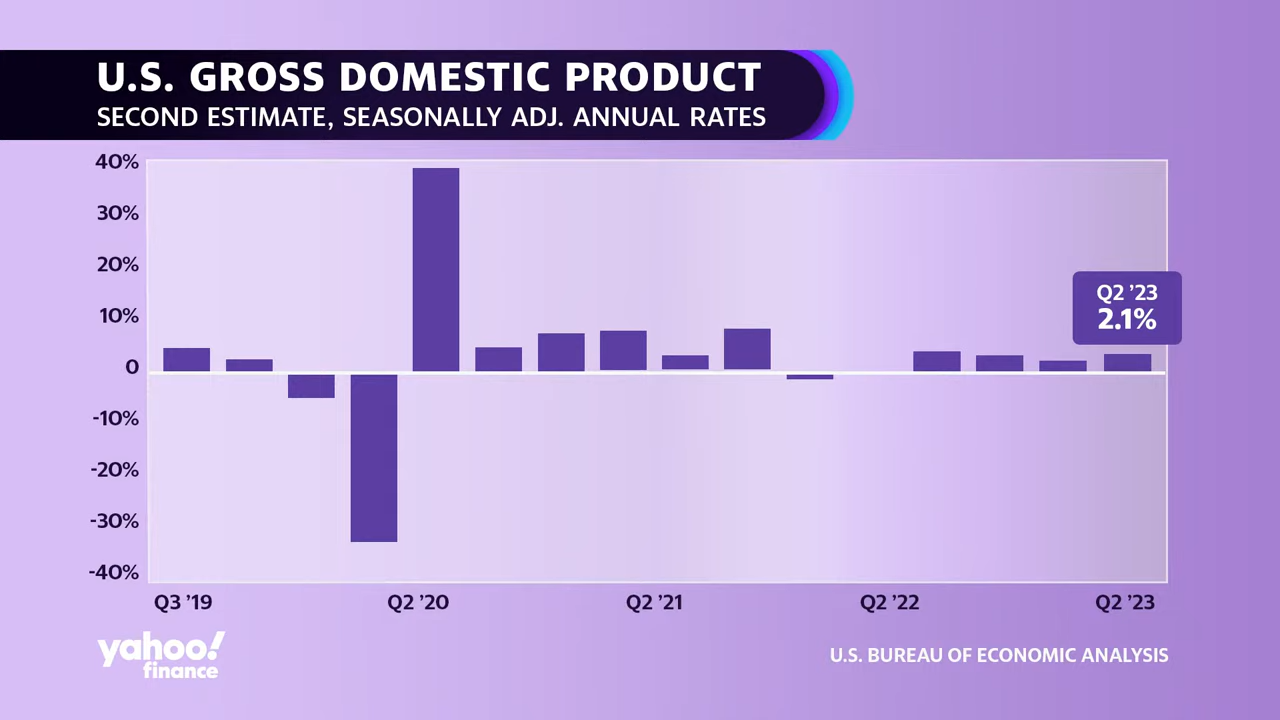 U.S. GROSS DOMESTIC PRODUCT
SECOND ESTIMATE, SEASONALLY ADJ. ANNUAL RATES
40%
30%
20%
10%
0
-10%
-20%
-30%
-40%
Q2 ’23
2.1%
Q3 ’19
Q2 ’20
Q2 ’21
Q2 ’22
Q2 ’23
yahoo!
finance
U.S. BUREAU OF ECONOMIC ANALYSIS